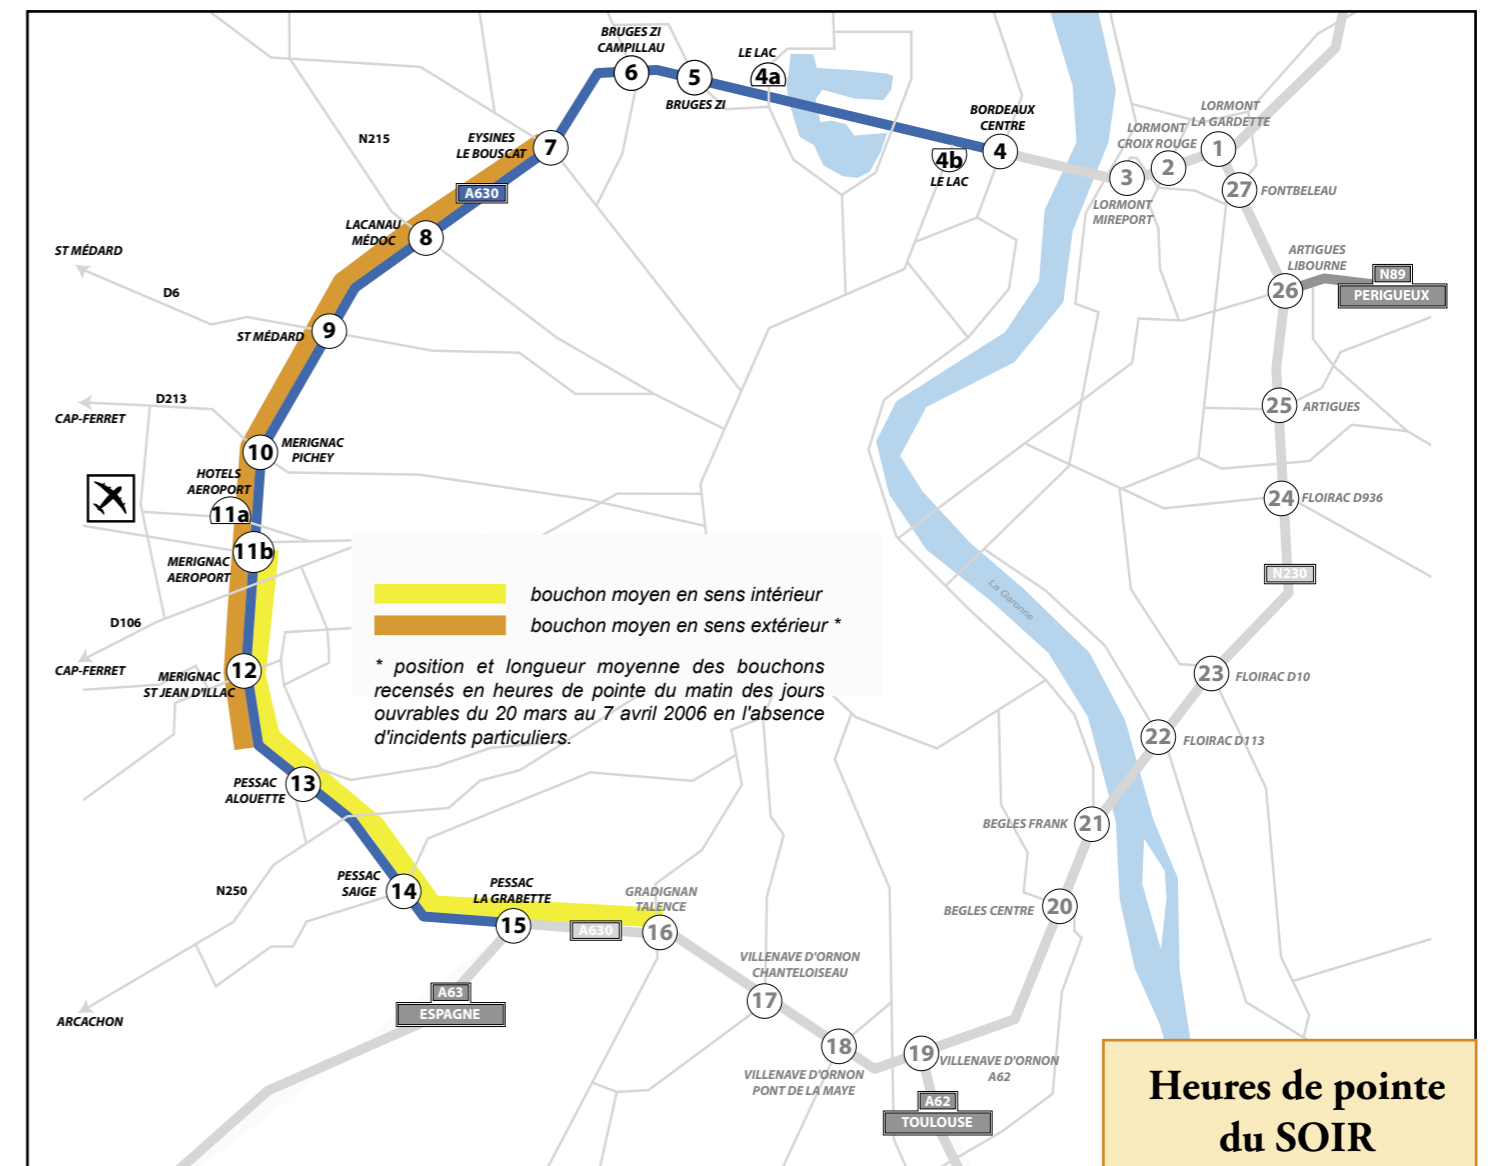 BRUGES ZI
CAMPILLAU
6
5
BRUGES ZI
LE LAC
4a
BORDEAUX
CENTRE
4
4b
LE LAC
LORMONT
LA GARDETTE
1
LORMONT
CROIX ROUGE
2
3
LORMONT
MIREPORT
27
FONTBELEAU
N215
EYSINES
LE BOUSCAT
7
A630
LACANAU
MÉDOC
8
ST MÉDARD
D6
ST MÉDARD
9
ARTIGUES
LIBOURNE
26
N89
PERIGUEUX
D213
CAP-FERRET
10
MERIGNAC
PICHEY
HOTELS
AEROPORT
11a
11b
MERIGNAC
AEROPORT
25
ARTIGUES
24
FLOIRAC D936
N230
La Garonne
D106
CAP-FERRET
MERIGNAC
ST JEAN D'ILLAC
12
bouchon moyen en sens intérieur
bouchon moyen en sens extérieur *
* position et longueur moyenne des bouchons
recensés en heures de pointe du matin des jours
ouvrables du 20 mars au 7 avril 2006 en l'absence
d'incidents particuliers.
23
FLOIRAC D10
22
FLOIRAC D113
PESSAC
ALOUETTE
13
BEGLES FRANK
21
N250
PESSAC
SAIGE
14
PESSAC
LA GRABETTE
15
A630
GRADIGNAN
TALENCE
16
BEGLES CENTRE
20
VILLENAVE D'ORNON
CHANTELOISEAU
17
A63
ESPAGNE
ARCACHON
18
VILLENAVE D'ORNON
PONT DE LA MAYE
19
VILLENAVE D'ORNON
A62
A62
TOULOUSE
Heures de pointe
du SOIR